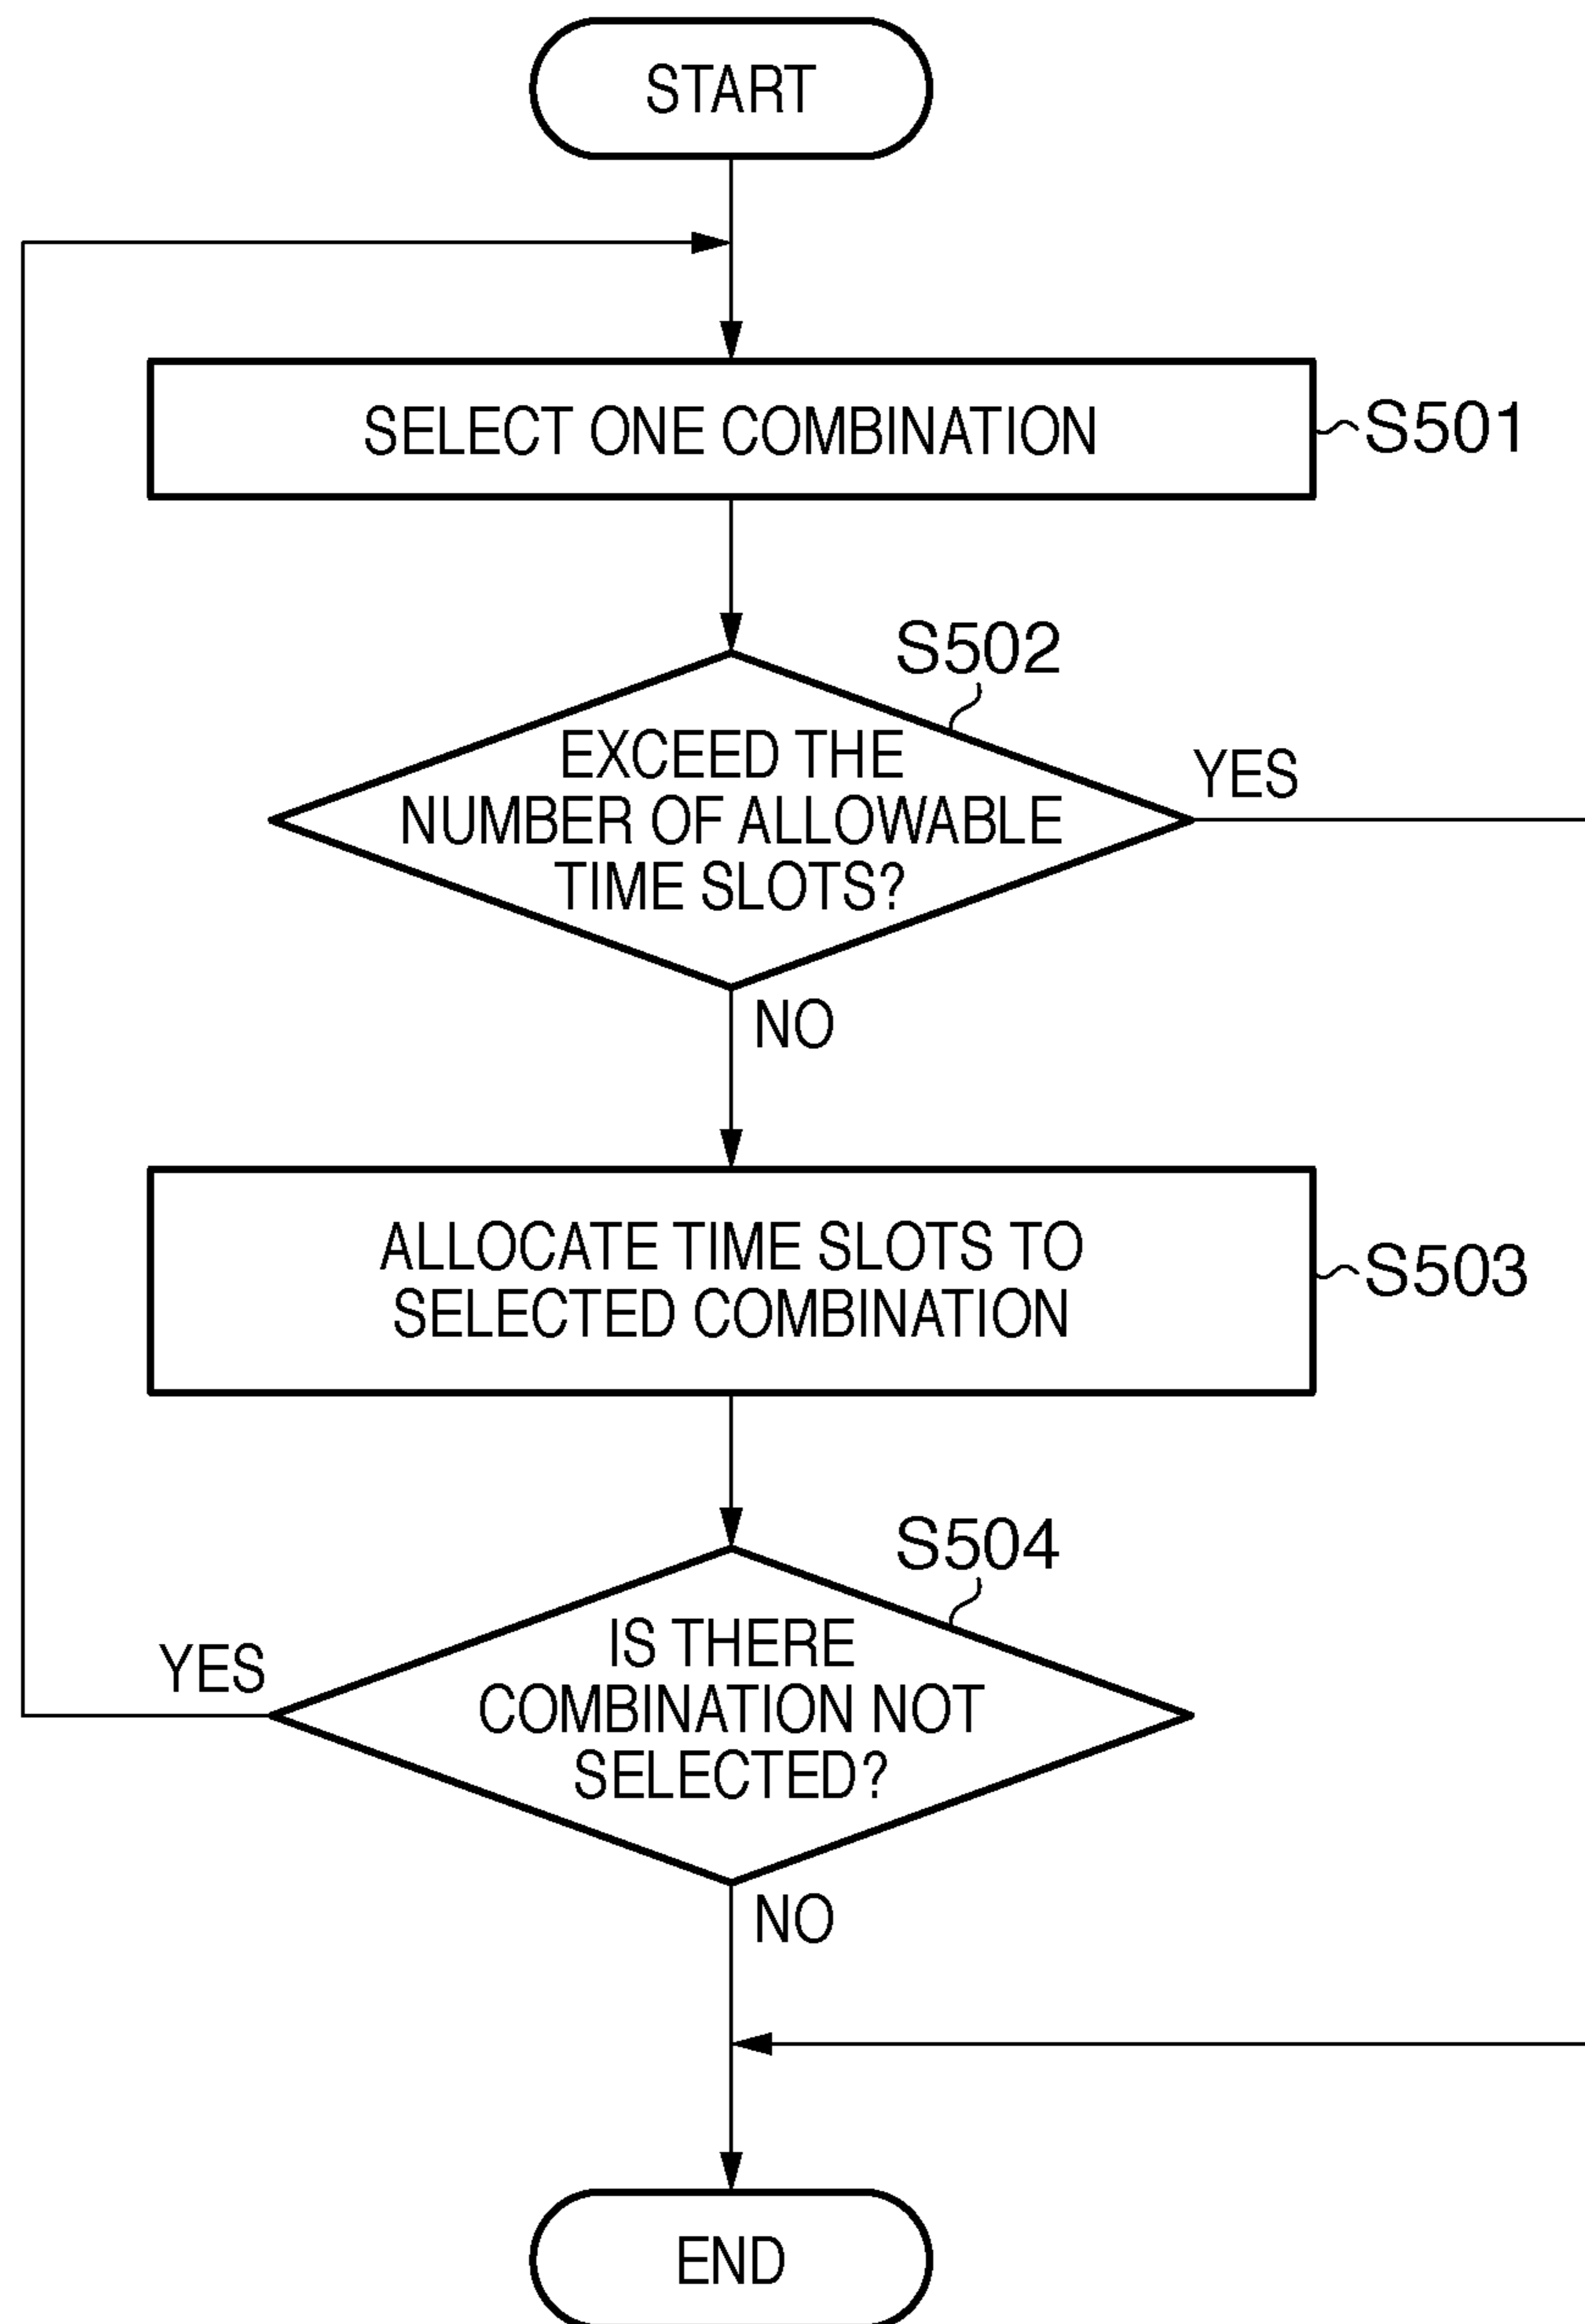 START
SELECT ONE COMBINATION
S501
S502
EXCEED THE
NUMBER OF ALLOWABLE
TIME SLOTS?
YES
NO
ALLOCATE TIME SLOTS TO
SELECTED COMBINATION
S503
S504
IS THERE
COMBINATION NOT
SELECTED?
YES
NO
END